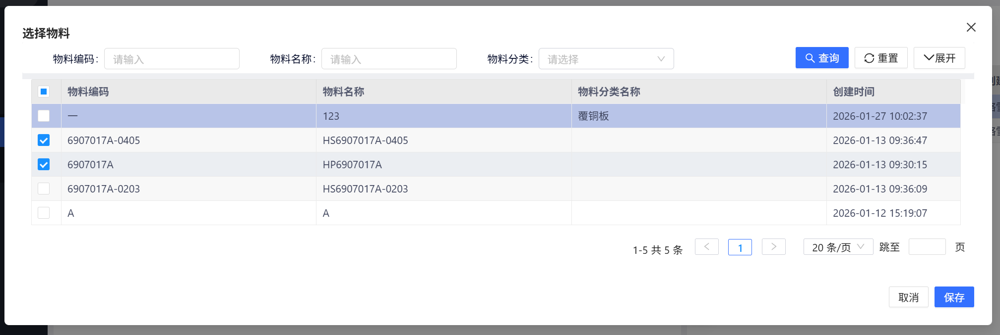 选择物料
物料编码： 请输入 物料名称： 请输入 物料分类： 请选择 查询 重置 展开
物料编码 物料名称 物料分类名称 创建时间
一 123 覆铜板 2026-01-27 10:02:37
6907017A-0405 HS6907017A-0405 2026-01-13 09:36:47
6907017A HP6907017A 2026-01-13 09:30:15
6907017A-0203 HS6907017A-0203 2026-01-13 09:36:09
A A 2026-01-12 15:19:07
1-5 共 5 条 1 20 条/页 跳至 页
取消 保存